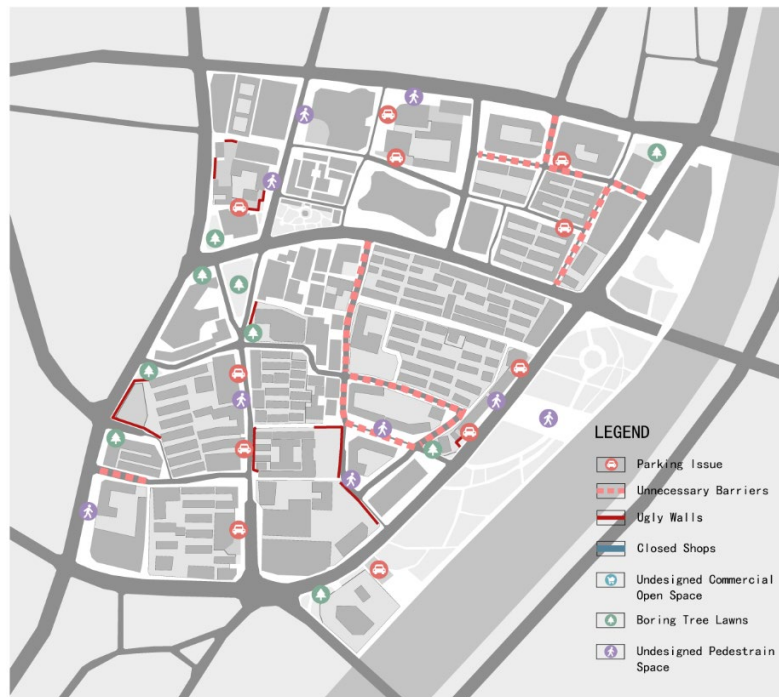 LEGEND
Parking Issue
Unnecessary Barriers
Ugly Walls
Closed Shops
Undesigned Commercial
Open Space
Boring Tree Lawns
Undesigned Pedestrain
Space